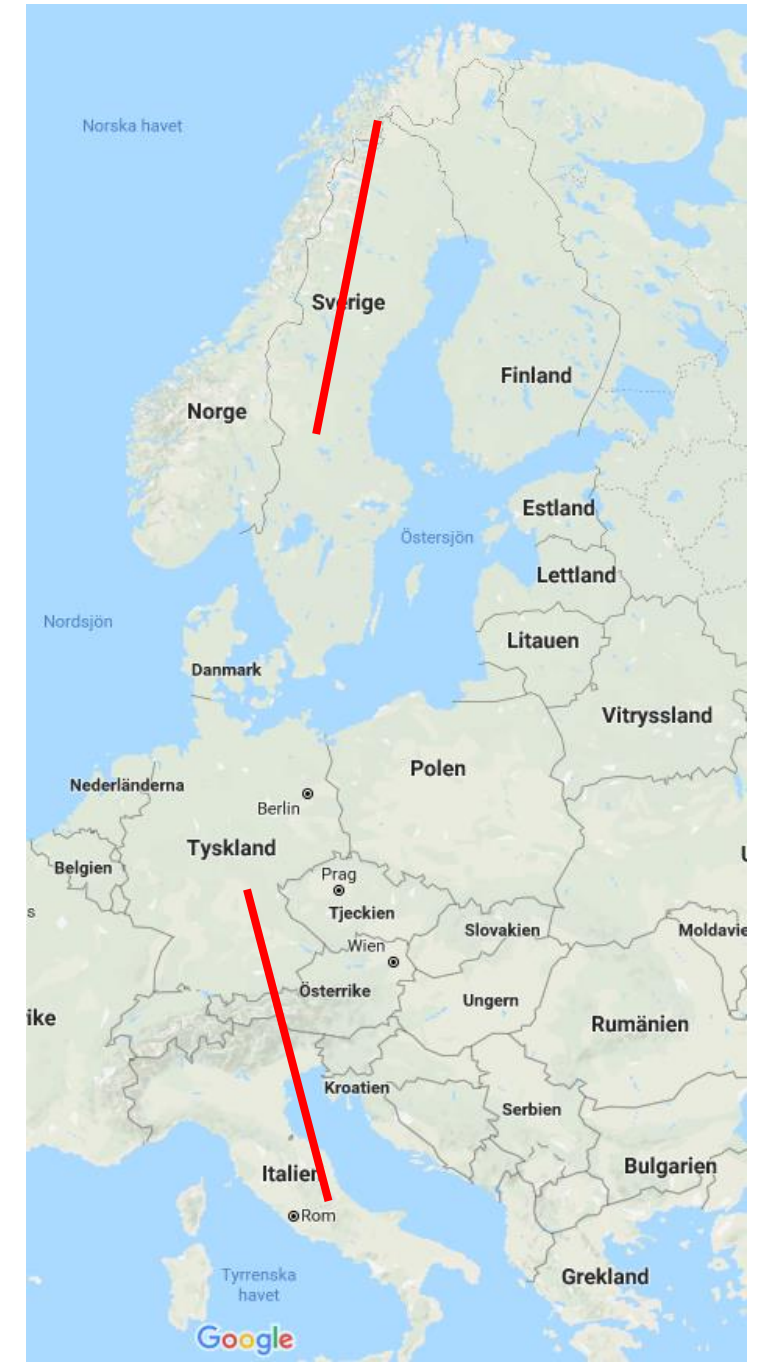 Norska havet
Sverige
Finland
Norge
Estland
Östersjön
Lettland
Nordsjön
Litauen
Danmark
Vitryssland
Polen
Nederländerna
Berlin
Tyskland
Belgien
Prag
Tjeckien
Slovakien
Moldavie
s
Wien
Österrike
Ungern
ike
Rumänien
Kroatien
Serbien
Italien
Bulgarien
Rom
Tyrrenska
havet
Grekland
Google